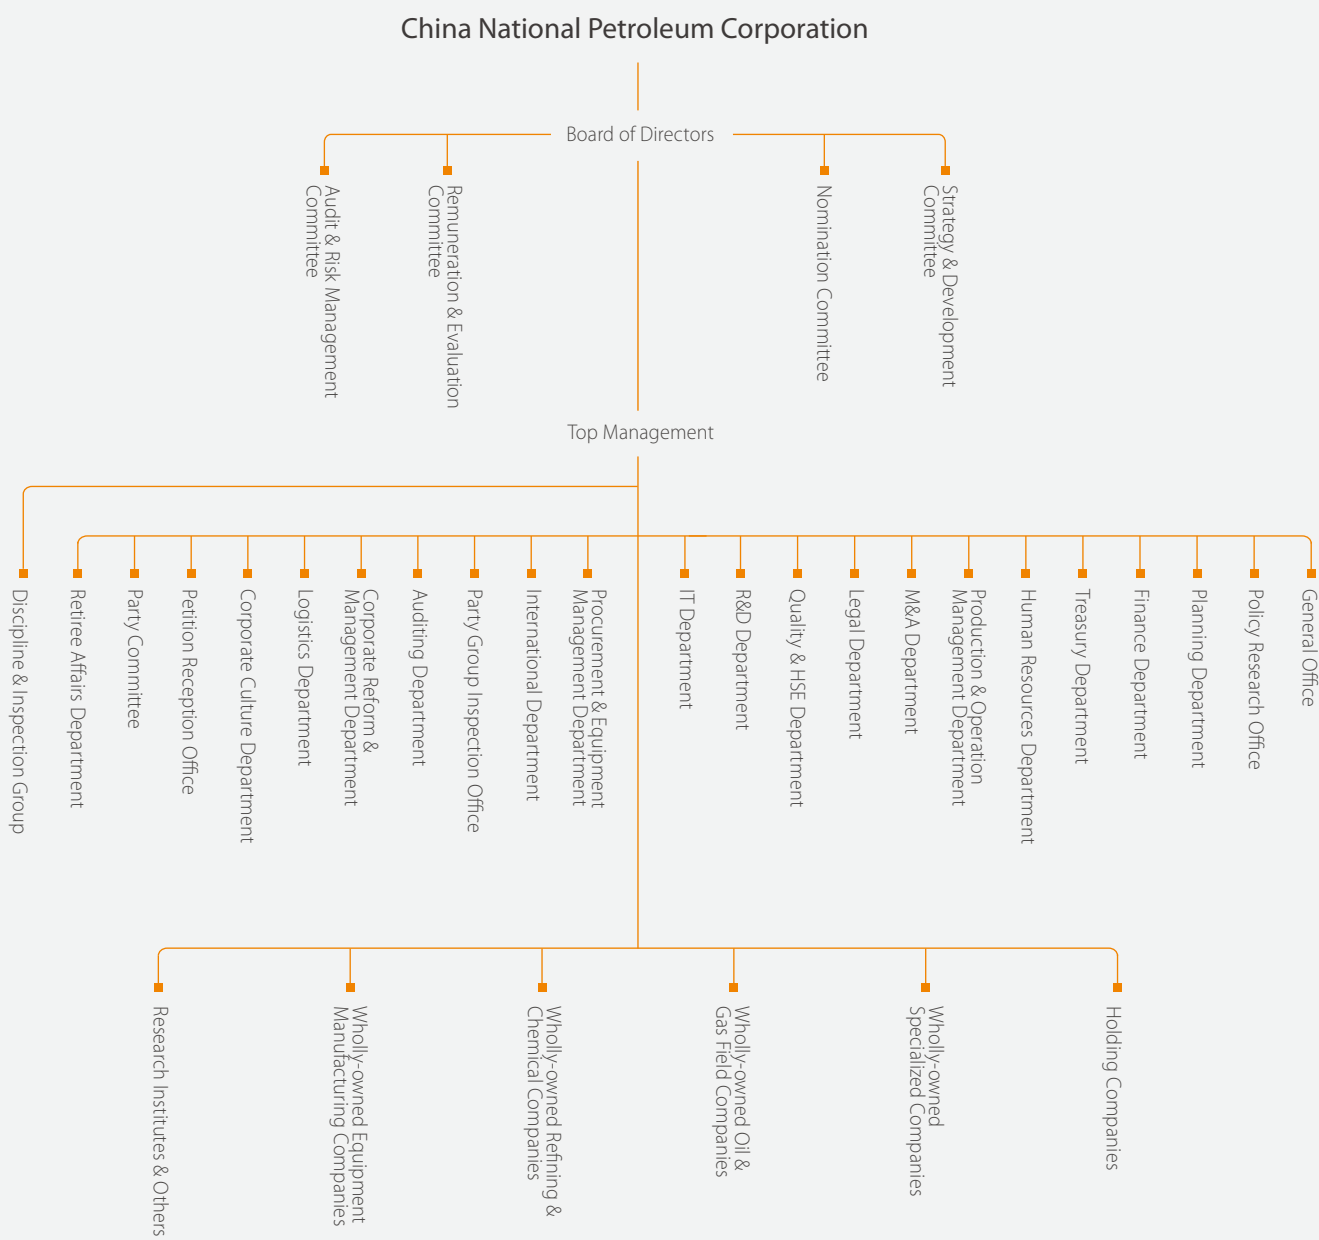 China National Petroleum Corporation
Board of Directors
Audit & Risk Management
Committee
Remuneration & Evaluation
Committee
Nomination Committee
Strategy & Development
Committee
Top Management
Discipline & Inspection Group
Retiree Affairs Department
Party Committee
Petition Reception Office
Corporate Culture Department
Logistics Department
Corporate Reform &
Management Department
Auditing Department
Party Group Inspection Office
International Department
Procurement & Equipment
Management Department
IT Department
R&D Department
Quality & HSE Department
Legal Department
M&A Department
Production & Operation
Management Department
Human Resources Department
Treasury Department
Finance Department
Planning Department
Policy Research Office
General Office
Research Institutes & Others
Wholly-owned Equipment
Manufacturing Companies
Wholly-owned Refining &
Chemical Companies
Wholly-owned Oil &
Gas Field Companies
Wholly-owned
Specialized Companies
Holding Companies